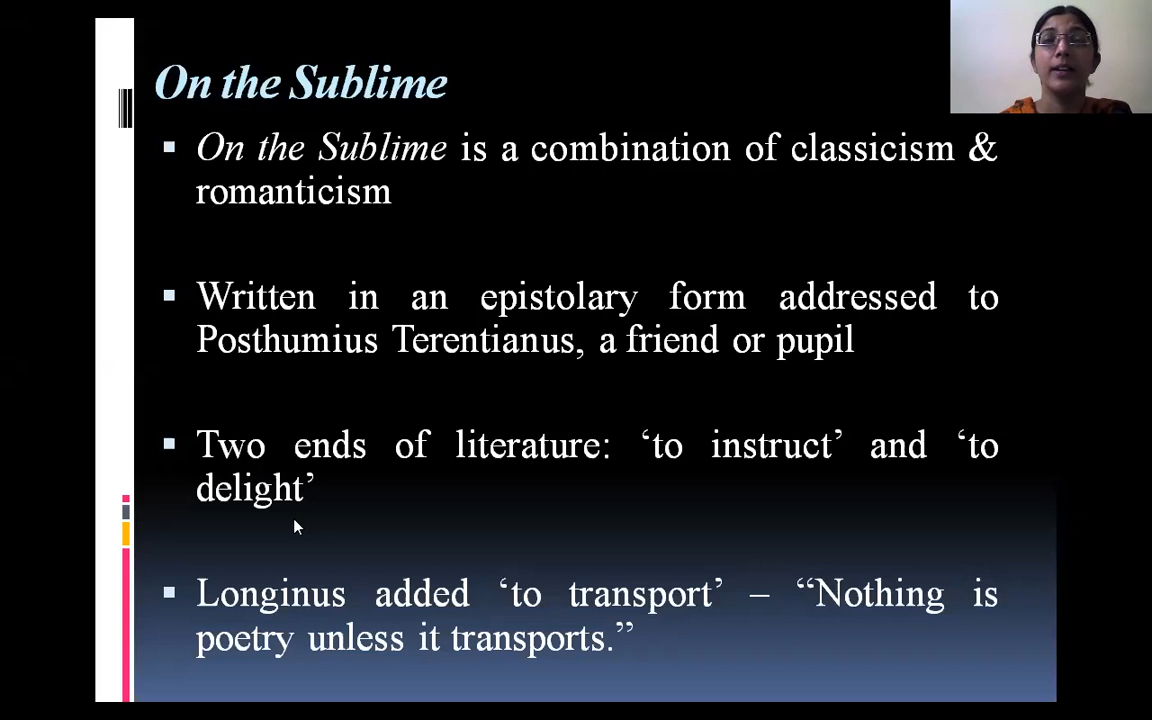 On the Sublime
On the Sublime is a combination of classicism &
romanticism
Written in an epistolary form addressed to
Posthumius Terentianus, a friend or pupil
Two ends of literature: ‘to instruct’ and ‘to
delight’
Longinus added ‘to transport’ – “Nothing is
poetry unless it transports.”